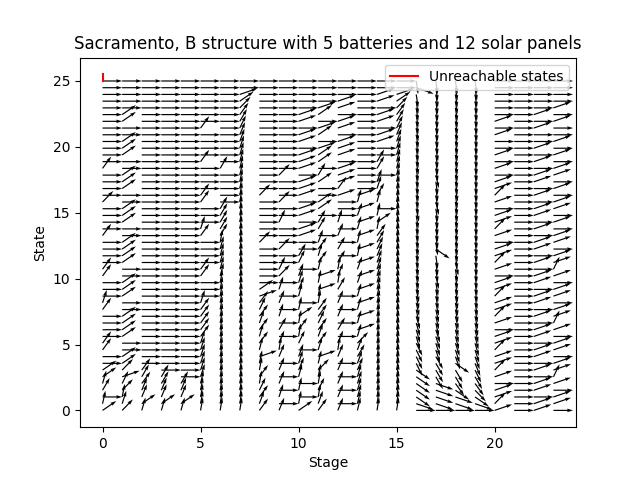 Sacramento, B structure with 5 batteries and 12 solar panels
Unreachable states
25
20
15
10
5
0
State
0 5 10 15 20
Stage